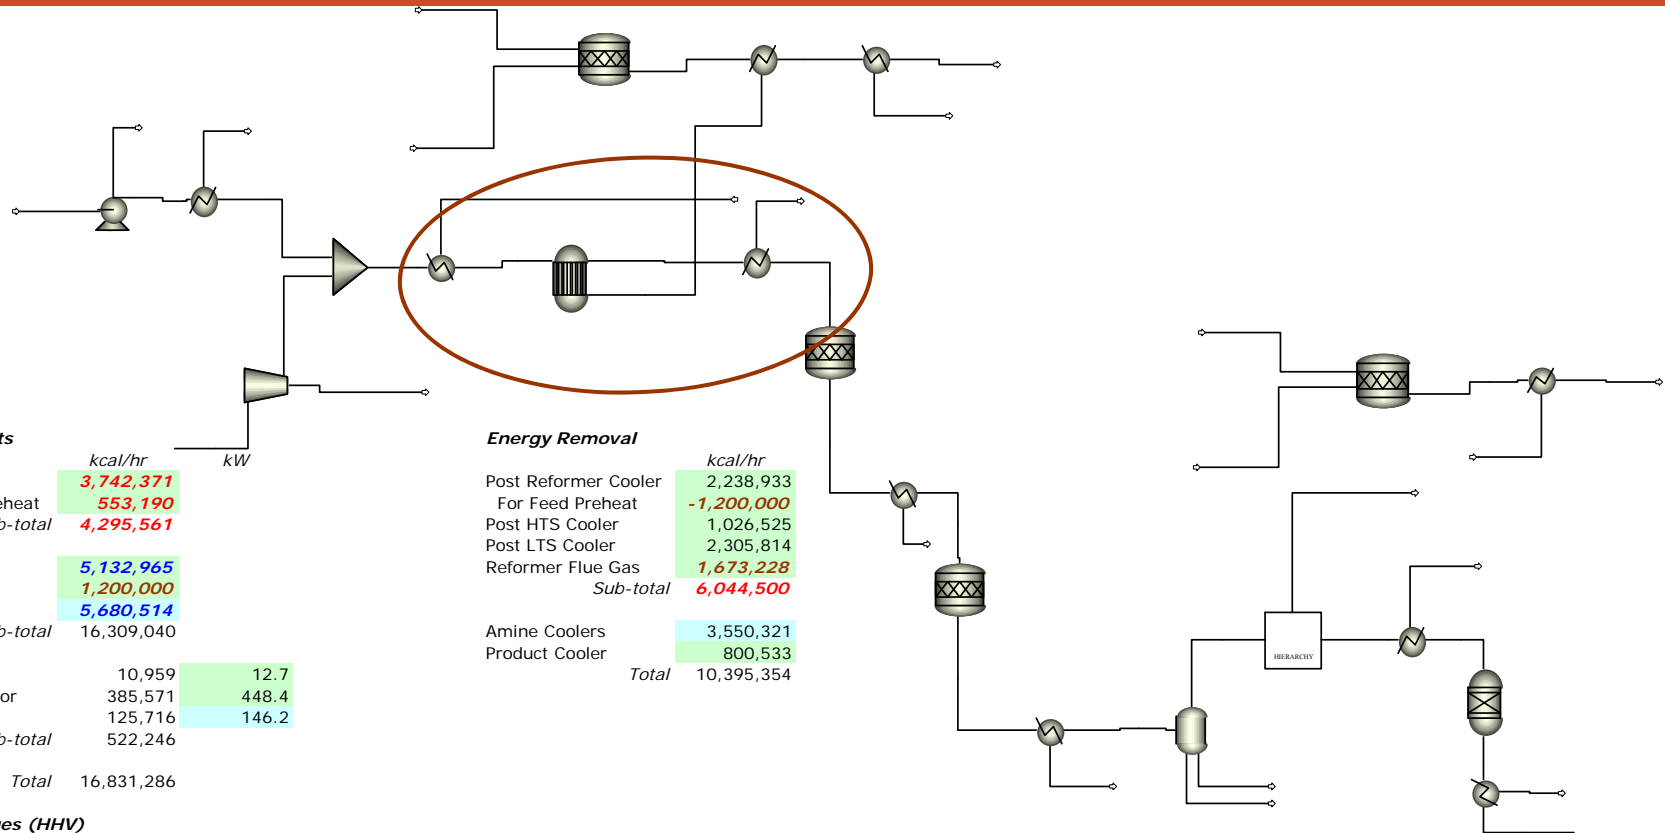 ts
kcal/hr kW
3,742,371
eheat 553,190
b-total 4,295,561
5,132,965
1,200,000
5,680,514
b-total 16,309,040
10,959 12.7
or 385,571 448.4
125,716 146.2
b-total 522,246
Total 16,831,286
es (HHV)
Energy Removal
kcal/hr
Post Reformer Cooler 2,238,933
For Feed Preheat -1,200,000
Post HTS Cooler 1,026,525
Post LTS Cooler 2,305,814
Reformer Flue Gas 1,673,228
Sub-total 6,044,500
Amine Coolers 3,550,321
Product Cooler 800,533
Total 10,395,354
HIERARCHY